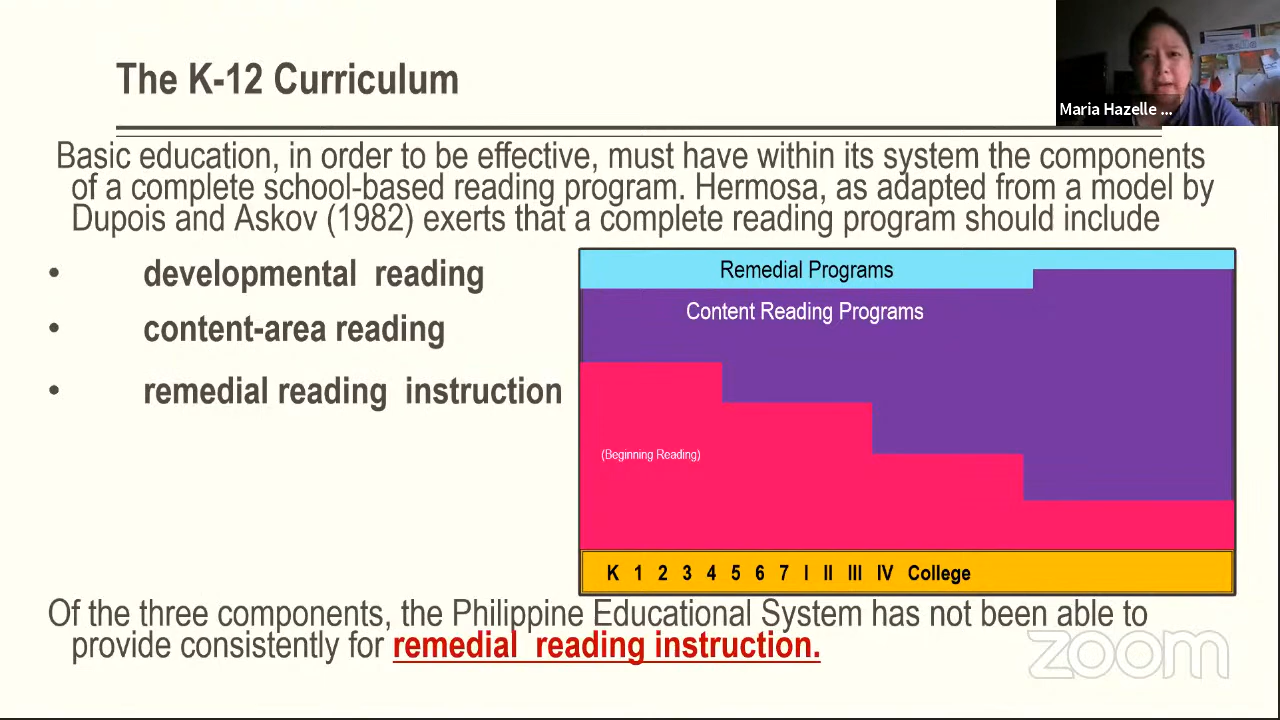 The K-12 Curriculum
Maria Hazelle ...
Basic education, in order to be effective, must have within its system the components
of a complete school-based reading program. Hermosa, as adapted from a model by
Dupois and Askov (1982) exerts that a complete reading program should include
• developmental reading
• content-area reading
• remedial reading instruction
Remedial Programs
Content Reading Programs
(Beginning Reading)
K 1 2 3 4 5 6 7 I II III IV College
Of the three components, the Philippine Educational System has not been able to
provide consistently for remedial reading instruction.
zoom